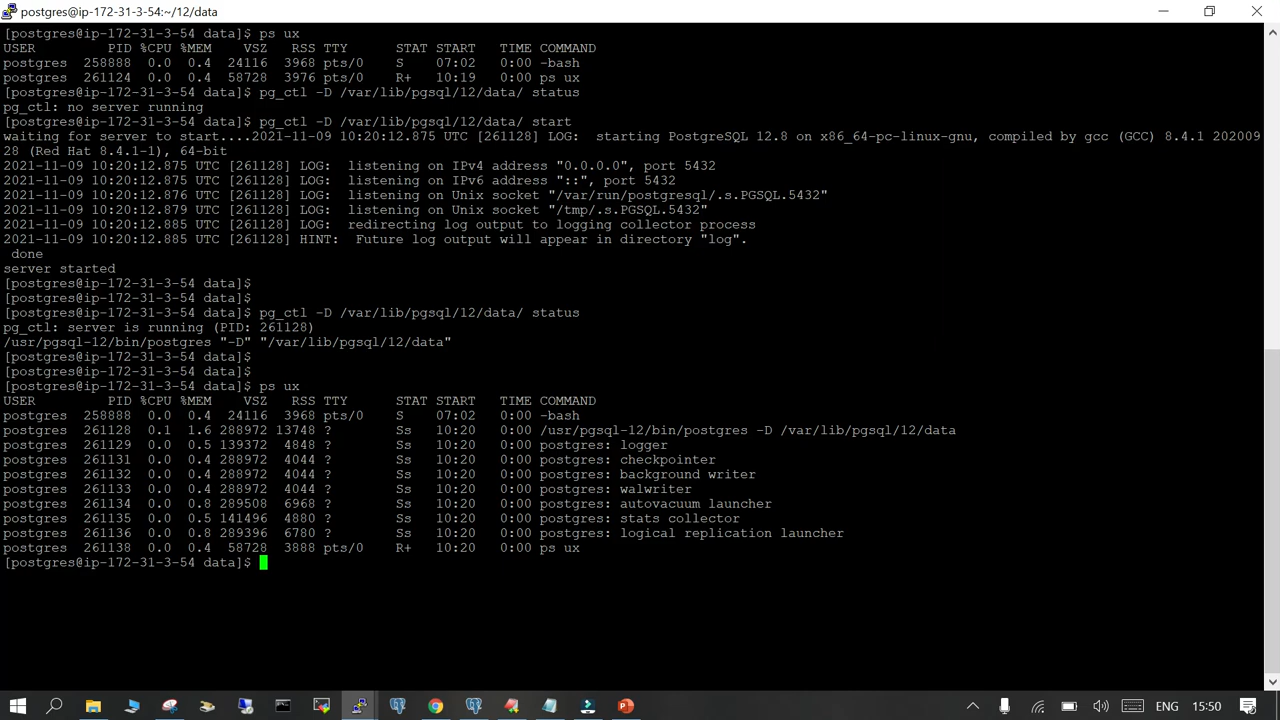 postgres@ip-172-31-3-54:~/12/data
[postgres@ip-172-31-3-54 data]$ ps ux
USER         PID %CPU %MEM    VSZ   RSS TTY      STAT START   TIME COMMAND
postgres  258888  0.0  0.4  24116  3968 pts/0    S    07:02   0:00 -bash
postgres  261124  0.0  0.4  58728  3976 pts/0    R+   10:19   0:00 ps ux
[postgres@ip-172-31-3-54 data]$ pg_ctl -D /var/lib/pgsql/12/data/ status
pg_ctl: no server running
[postgres@ip-172-31-3-54 data]$ pg_ctl -D /var/lib/pgsql/12/data/ start
waiting for server to start....2021-11-09 10:20:12.875 UTC [261128] LOG:  starting PostgreSQL 12.8 on x86_64-pc-linux-gnu, compiled by gcc (GCC) 8.4.1 202009
28 (Red Hat 8.4.1-1), 64-bit
2021-11-09 10:20:12.875 UTC [261128] LOG:  listening on IPv4 address "0.0.0.0", port 5432
2021-11-09 10:20:12.875 UTC [261128] LOG:  listening on IPv6 address "::", port 5432
2021-11-09 10:20:12.876 UTC [261128] LOG:  listening on Unix socket "/var/run/postgresql/.s.PGSQL.5432"
2021-11-09 10:20:12.879 UTC [261128] LOG:  listening on Unix socket "/tmp/.s.PGSQL.5432"
2021-11-09 10:20:12.885 UTC [261128] LOG:  redirecting log output to logging collector process
2021-11-09 10:20:12.885 UTC [261128] HINT:  Future log output will appear in directory "log".
 done
server started
[postgres@ip-172-31-3-54 data]$
[postgres@ip-172-31-3-54 data]$
[postgres@ip-172-31-3-54 data]$ pg_ctl -D /var/lib/pgsql/12/data/ status
pg_ctl: server is running (PID: 261128)
/usr/pgsql-12/bin/postgres "-D" "/var/lib/pgsql/12/data"
[postgres@ip-172-31-3-54 data]$
[postgres@ip-172-31-3-54 data]$
[postgres@ip-172-31-3-54 data]$ ps ux
USER         PID %CPU %MEM    VSZ   RSS TTY      STAT START   TIME COMMAND
postgres  258888  0.0  0.4  24116  3968 pts/0    S    07:02   0:00 -bash
postgres  261128  0.1  1.6 288972 13748 ?        Ss   10:20   0:00 /usr/pgsql-12/bin/postgres -D /var/lib/pgsql/12/data
postgres  261129  0.0  0.5 139372  4848 ?        Ss   10:20   0:00 postgres: logger
postgres  261131  0.0  0.4 288972  4044 ?        Ss   10:20   0:00 postgres: checkpointer
postgres  261132  0.0  0.4 288972  4044 ?        Ss   10:20   0:00 postgres: background writer
postgres  261133  0.0  0.4 288972  4044 ?        Ss   10:20   0:00 postgres: walwriter
postgres  261134  0.0  0.8 289508  6968 ?        Ss   10:20   0:00 postgres: autovacuum launcher
postgres  261135  0.0  0.5 141496  4880 ?        Ss   10:20   0:00 postgres: stats collector
postgres  261136  0.0  0.8 289396  6780 ?        Ss   10:20   0:00 postgres: logical replication launcher
postgres  261138  0.0  0.4  58728  3888 pts/0    R+   10:20   0:00 ps ux
[postgres@ip-172-31-3-54 data]$
ENG 15:50